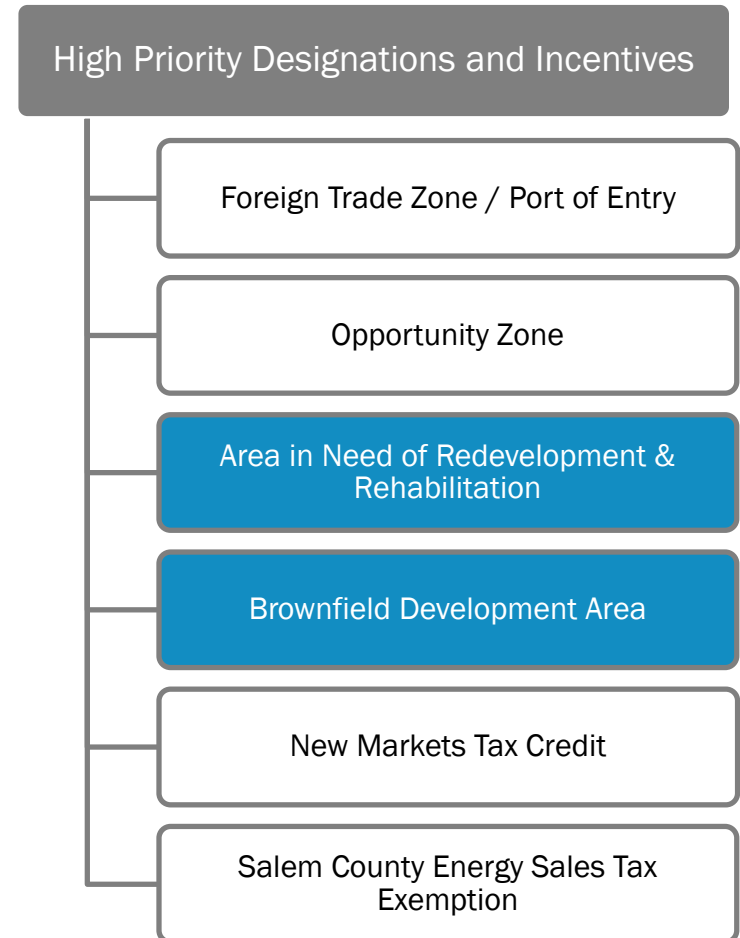 High Priority Designations and Incentives
Foreign Trade Zone / Port of Entry
Opportunity Zone
Area in Need of Redevelopment &
Rehabilitation
Brownfield Development Area
New Markets Tax Credit
Salem County Energy Sales Tax
Exemption